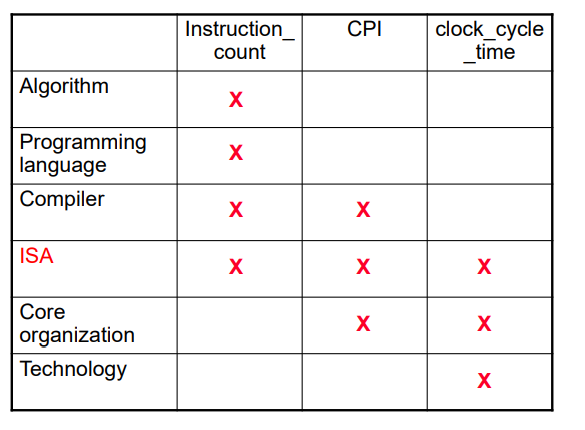 Instruction_ CPI clock_cycle
count _time
Algorithm
X
Programming
language X
Compiler
X X
ISA
X X X
Core
organization X X
Technology
X